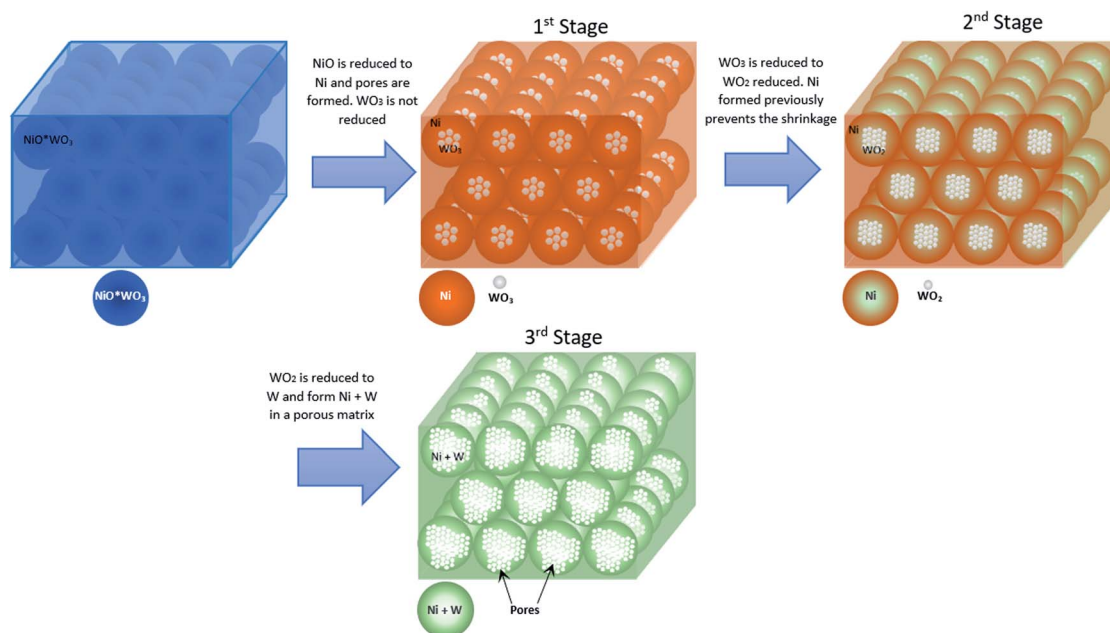 1st Stage
2nd Stage
NiO is reduced to
Ni and pores are
formed. WO3 is not
reduced
WO3 is reduced to
WO2 reduced. Ni
formed previously
prevents the shrinkage
NiO*WO3
Ni
WO3
Ni
WO2
NiO*WO3
Ni
WO3
Ni
WO2
3rd Stage
WO2 is reduced to
W and form Ni + W
in a porous matrix
Ni + W
Ni + W
Pores